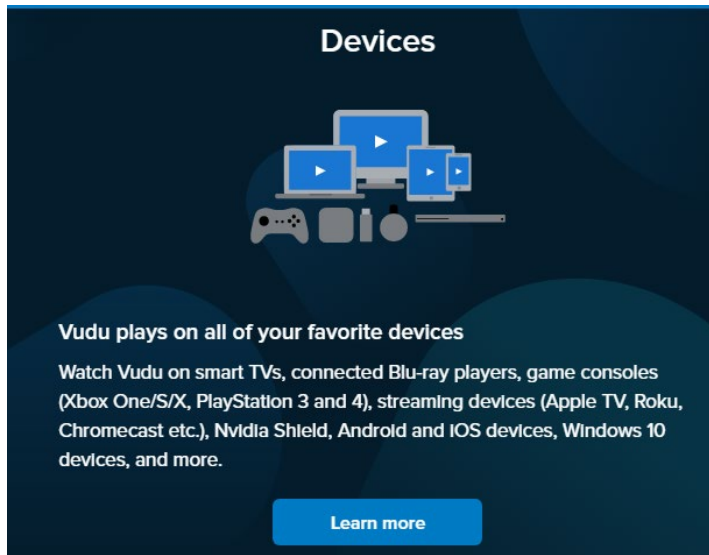 Devices
Vudu plays on all of your favorite devices
Watch Vudu on smart TVs, connected Blu-ray players, game consoles
(Xbox One/S/X, PlayStation 3 and 4), streaming devices (Apple TV, Roku,
Chromecast etc.), Nvidia Shield, Android and iOS devices, Windows 10
devices, and more.
Learn more